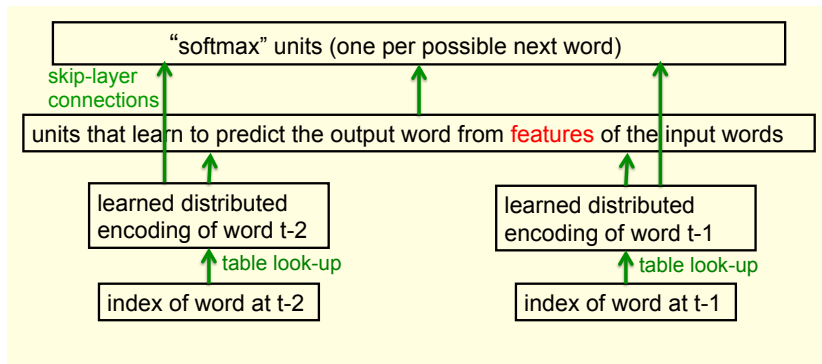 “softmax” units (one per possible next word)
skip-layer
connections
units that learn to predict the output word from features of the input words
learned distributed
encoding of word t-2
learned distributed
encoding of word t-1
table look-up
table look-up
index of word at t-2
index of word at t-1